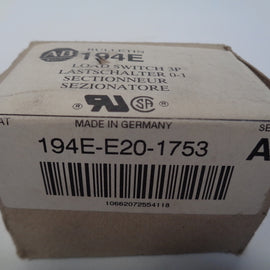 AB BULLETIN
194E
LOAD SWITCH 3P
LASTSCHALTER 0-1
SECTIONNEUR
SEZIONATORE
MADE IN GERMANY
194E-E20-1753
A
10662072554118